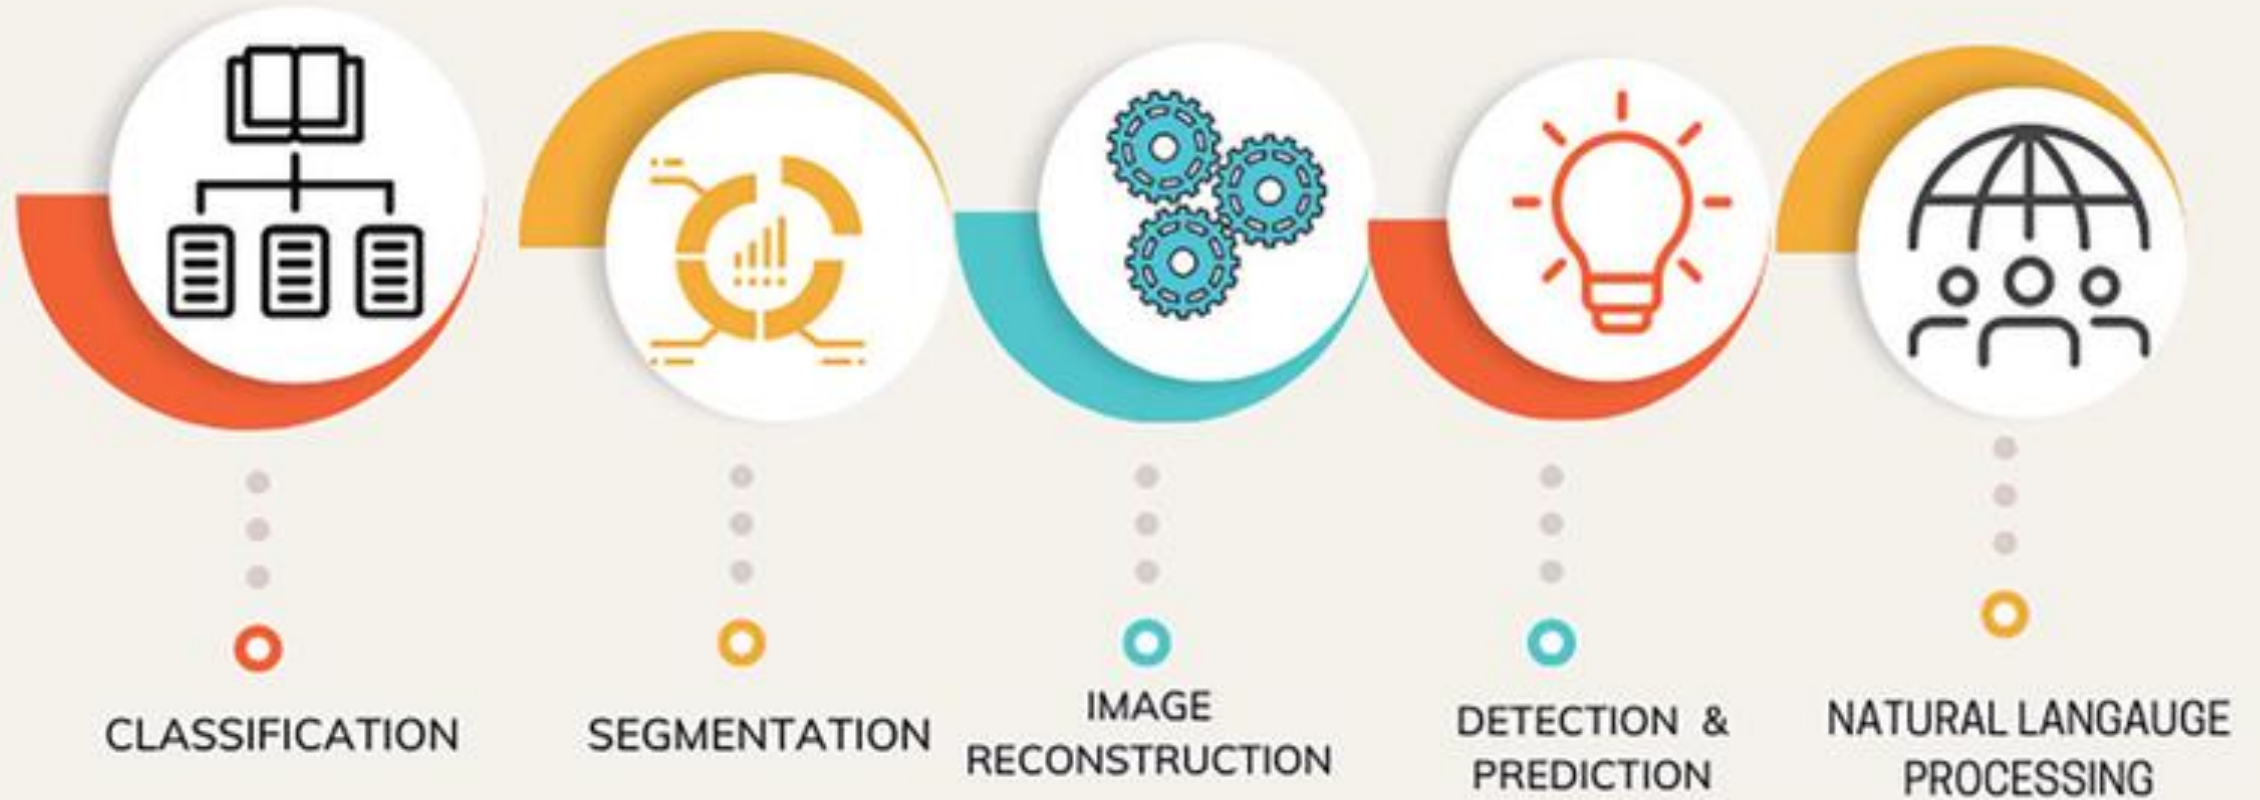 CLASSIFICATION
SEGMENTATION
IMAGE
RECONSTRUCTION
DETECTION &
PREDICTION
NATURAL LANGAUGE
PROCESSING